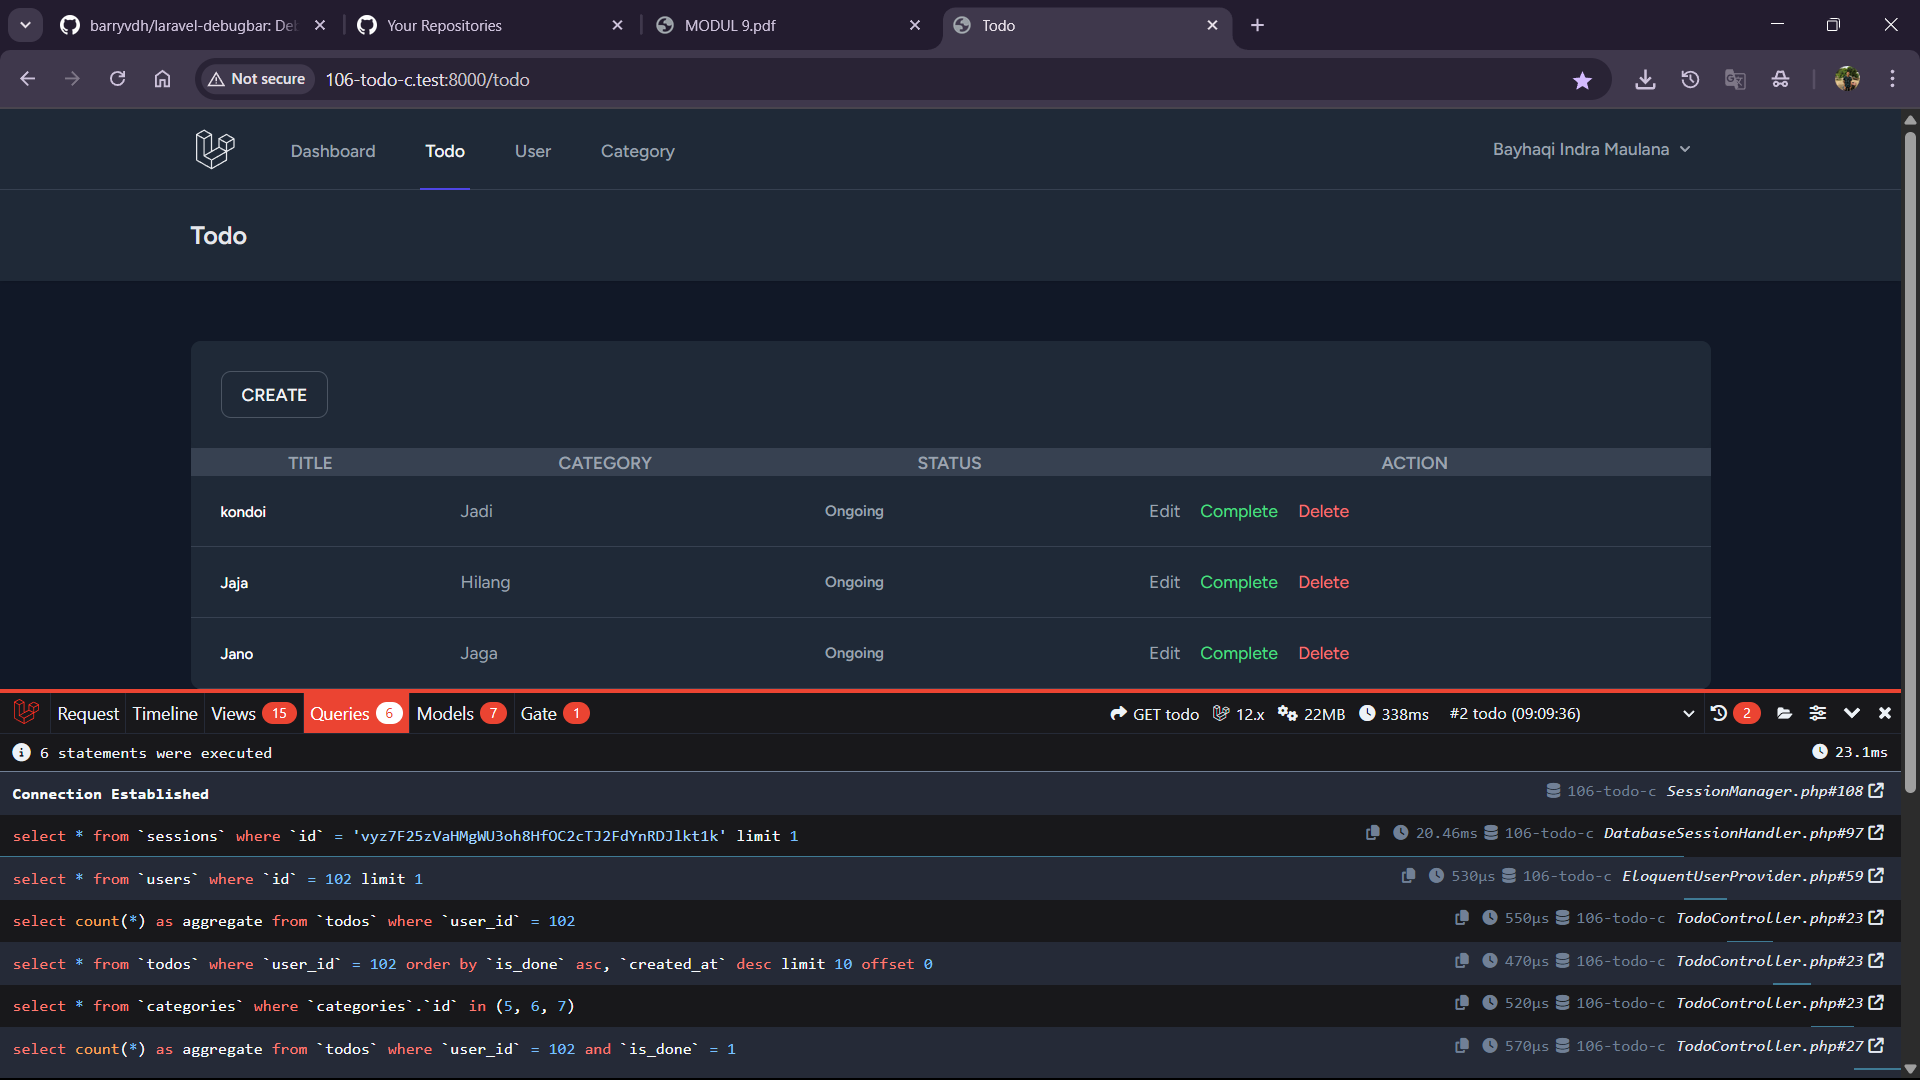 barryvdh/laravel-debugbar: Deb
Your Repositories
MODUL 9.pdf
Todo
Not secure
106-todo-c.test:8000/todo
Dashboard
Todo
User
Category
Bayhaqi Indra Maulana
Todo
CREATE
TITLE CATEGORY STATUS ACTION
kondoi Jadi Ongoing Edit Complete Delete
Jaja Hilang Ongoing Edit Complete Delete
Jano Jaga Ongoing Edit Complete Delete
Request Timeline Views 15 Queries 6 Models 7 Gate 1 GET todo 12.x 22MB 338ms #2 todo (09:09:36) 2
6 statements were executed 23.1ms
Connection Established 106-todo-c SessionManager.php#108
select * from `sessions` where `id` = 'vyz7F25zVaHMgWU3oh8HfOC2cTJ2FdYnRDJlkt1k' limit 1 20.46ms 106-todo-c DatabaseSessionHandler.php#97
select * from `users` where `id` = 102 limit 1 530μs 106-todo-c EloquentUserProvider.php#59
select count(*) as aggregate from `todos` where `user_id` = 102 550μs 106-todo-c TodoController.php#23
select * from `todos` where `user_id` = 102 order by `is_done` asc, `created_at` desc limit 10 offset 0 470μs 106-todo-c TodoController.php#23
select * from `categories` where `categories`.`id` in (5, 6, 7) 520μs 106-todo-c TodoController.php#23
select count(*) as aggregate from `todos` where `user_id` = 102 and `is_done` = 1 570μs 106-todo-c TodoController.php#27